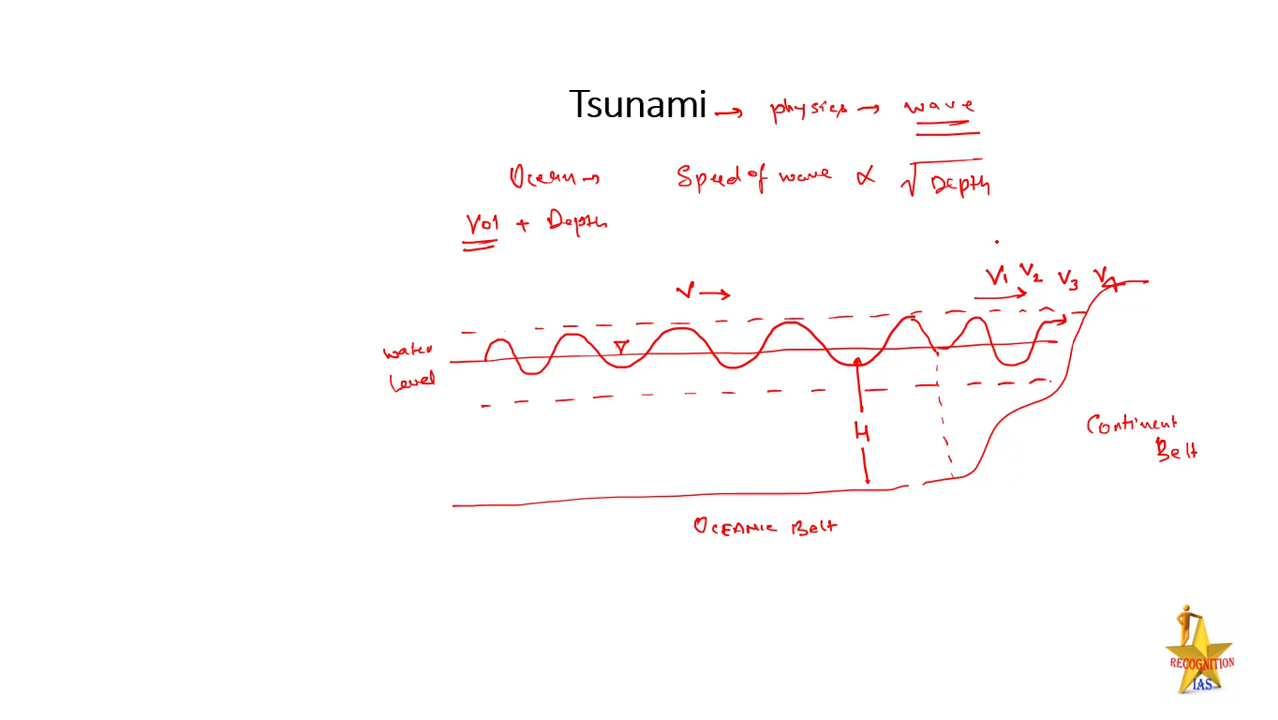 Tsunami → physics → wave
Ocean → Speed of wave ∝ √Depth
Vol + Depth
V → V1 V2 V3 V4
water
level
H
Continent
Belt
OCEANIC Belt
RECOGNITION
IAS